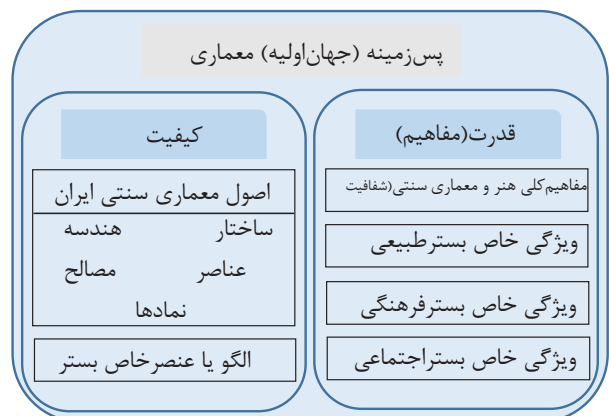 پس‌زمینه (جهان‌اولیه) معماری
قدرت(مفاهیم)
مفاهیم‌کلی هنر و معماری سنتی(شفافیت
ویژگی خاص بسترطبیعی
ویژگی خاص بسترفرهنگی
ویژگی خاص بستراجتماعی
کیفیت
اصول معماری سنتی ایران
ساختار هندسه
عناصر مصالح
نمادها
الگو یا عنصرخاص بستر